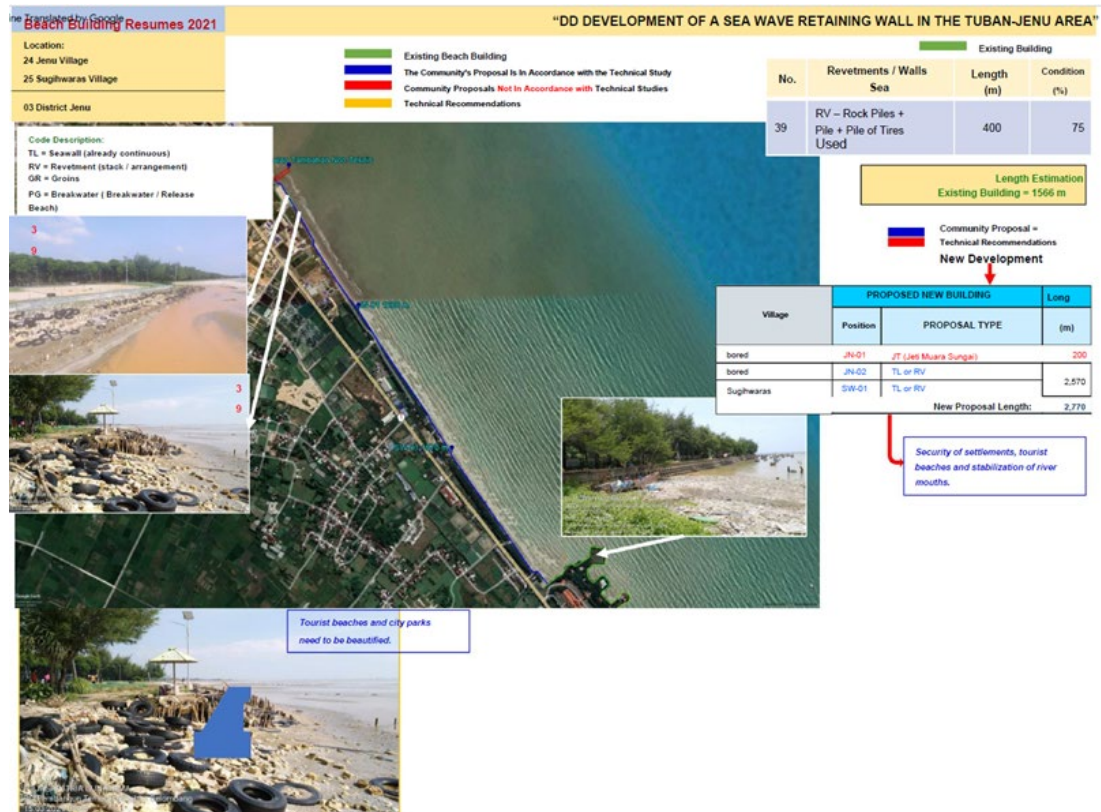 ine Translated by Google
Beach Building Resumes 2021
“DD DEVELOPMENT OF A SEA WAVE RETAINING WALL IN THE TUBAN-JENU AREA”
Location:
24 Jenu Village
25 Sugihwaras Village
03 District Jenu
Existing Beach Building
The Community's Proposal Is In Accordance with the Technical Study
Community Proposals Not In Accordance with Technical Studies
Technical Recommendations
Existing Building
No. Revetments / Walls Sea Length (m) Condition (%)
39 RV – Rock Piles + Pile + Pile of Tires Used 400 75
Length Estimation
Existing Building = 1566 m
Code Description:
TL = Seawall (already continuous)
RV = Revetment (stack / arrangement)
GR = Groins
PG = Breakwater ( Breakwater / Release
Beach)
3
9
3
9
Community Proposal =
Technical Recommendations
New Development
Village PROPOSED NEW BUILDING Long
Position PROPOSAL TYPE (m)
bored JN-01 JT (Jeti Muara Sungai) 200
bored JN-02 TL or RV 2,570
Sugihwaras SW-01 TL or RV
New Proposal Length: 2,770
Security of settlements, tourist
beaches and stabilization of river
mouths.
Tourist beaches and city parks
need to be beautified.